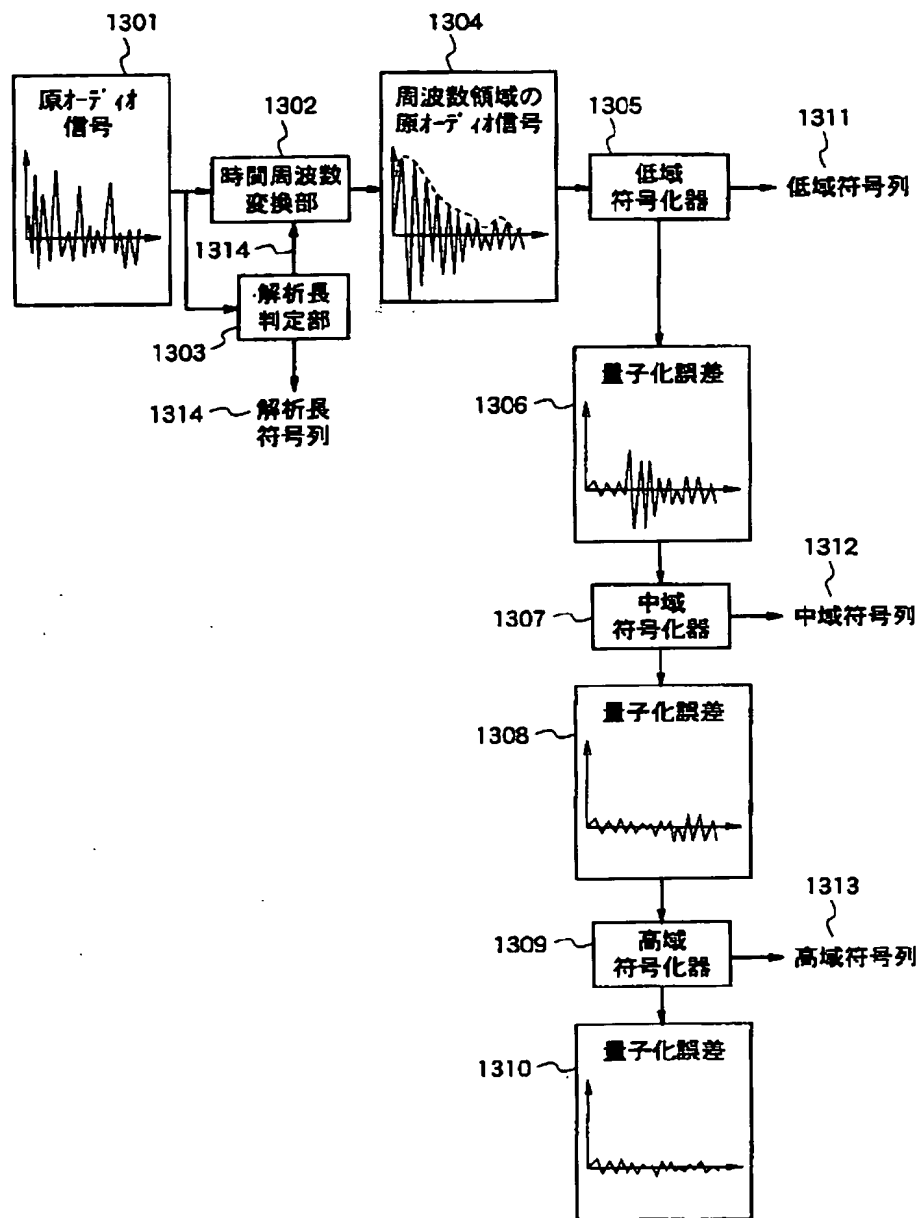 1301
原オーディオ
信号
1302
時間周波数
変換部
1304
周波数領域の
原オーディオ信号
1305
低域
符号化器
1311
低域符号列
1314
解析長
判定部
1303
1314
解析長
符号列
量子化誤差
1306
1307
中域
符号化器
1312
中域符号列
量子化誤差
1308
1309
高域
符号化器
1313
高域符号列
量子化誤差
1310